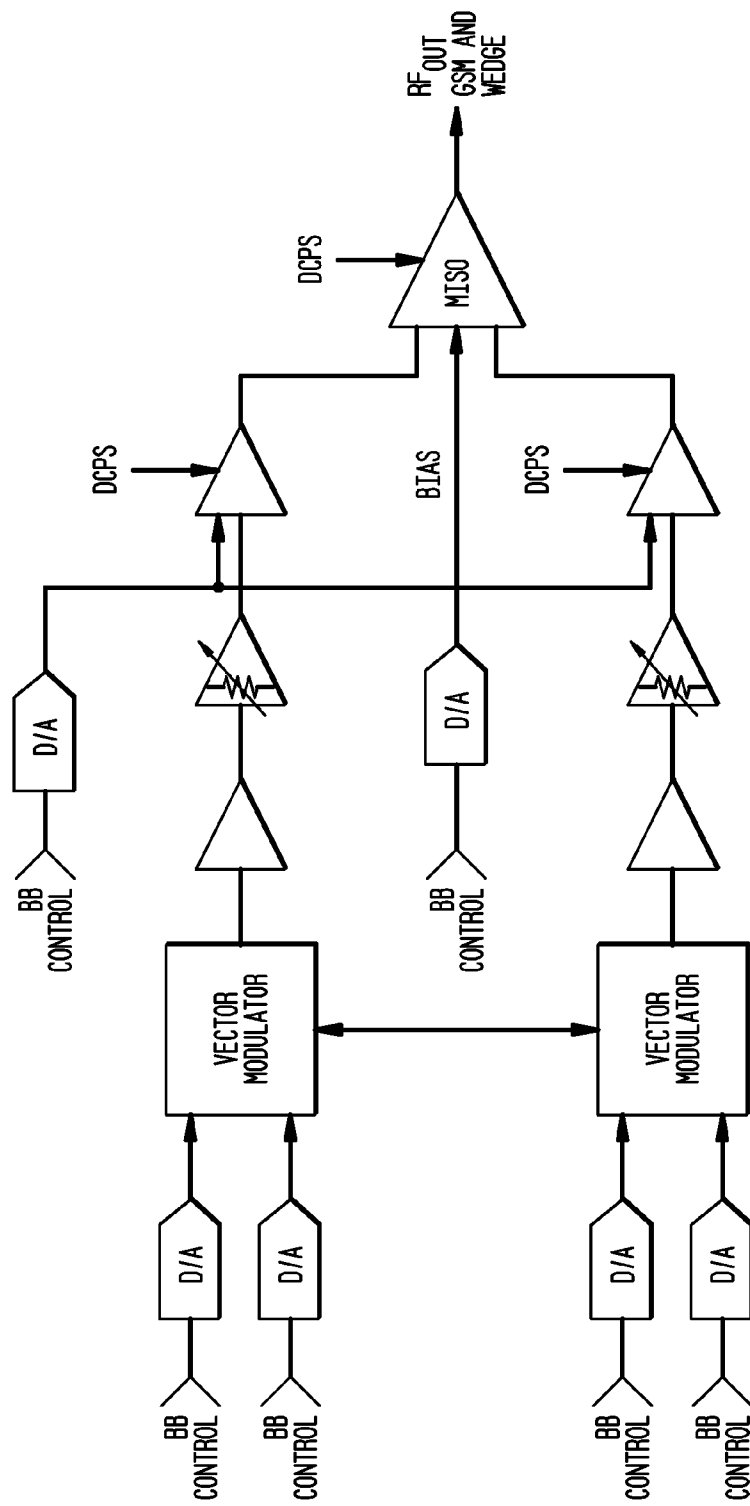 BB
CONTROL
D/A
BB
CONTROL
D/A
VECTOR
MODULATOR
BB
CONTROL
D/A
DCPS
BB
CONTROL
D/A
BIAS
DCPS
MISO
RF OUT
GSM AND
WEDGE
BB
CONTROL
D/A
BB
CONTROL
D/A
VECTOR
MODULATOR
DCPS